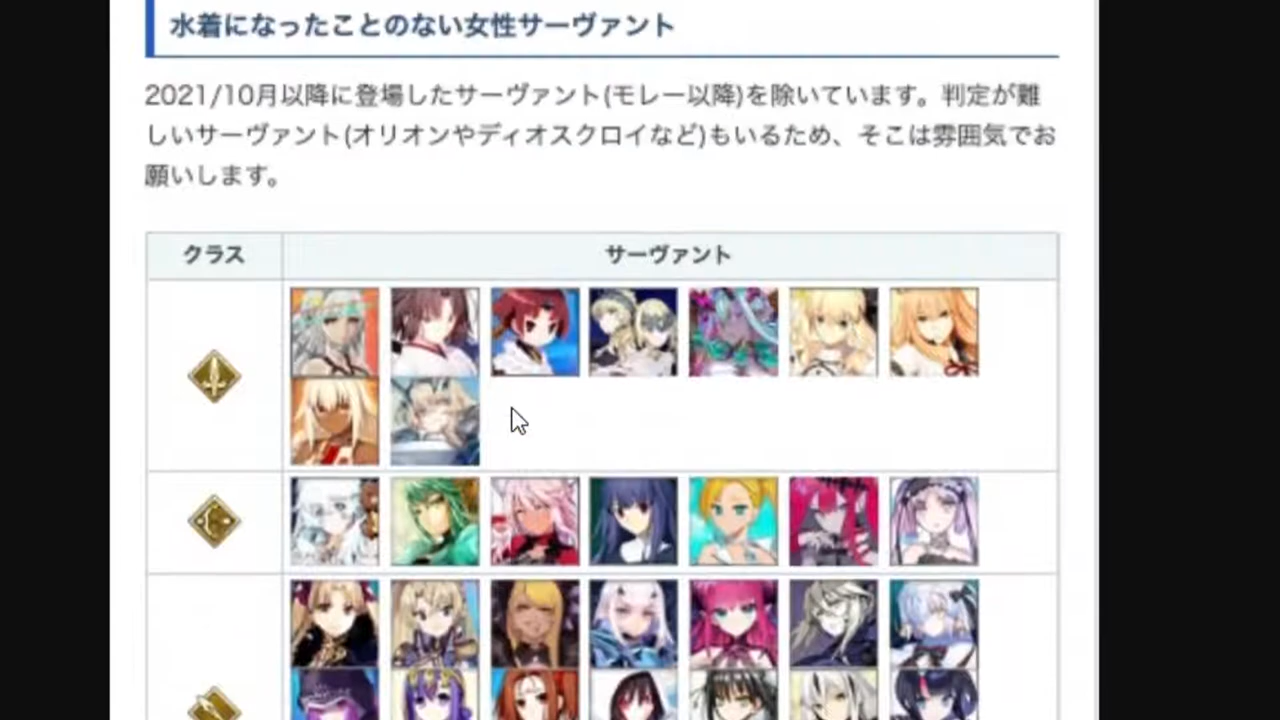 水着になったことのない女性サーヴァント
2021/10月以降に登場したサーヴァント(モレー以降)を除いています。判定が難
しいサーヴァント(オリオンやディオスクロイなど)もいるため、そこは雰囲気でお
願いします。
クラス
サーヴァント